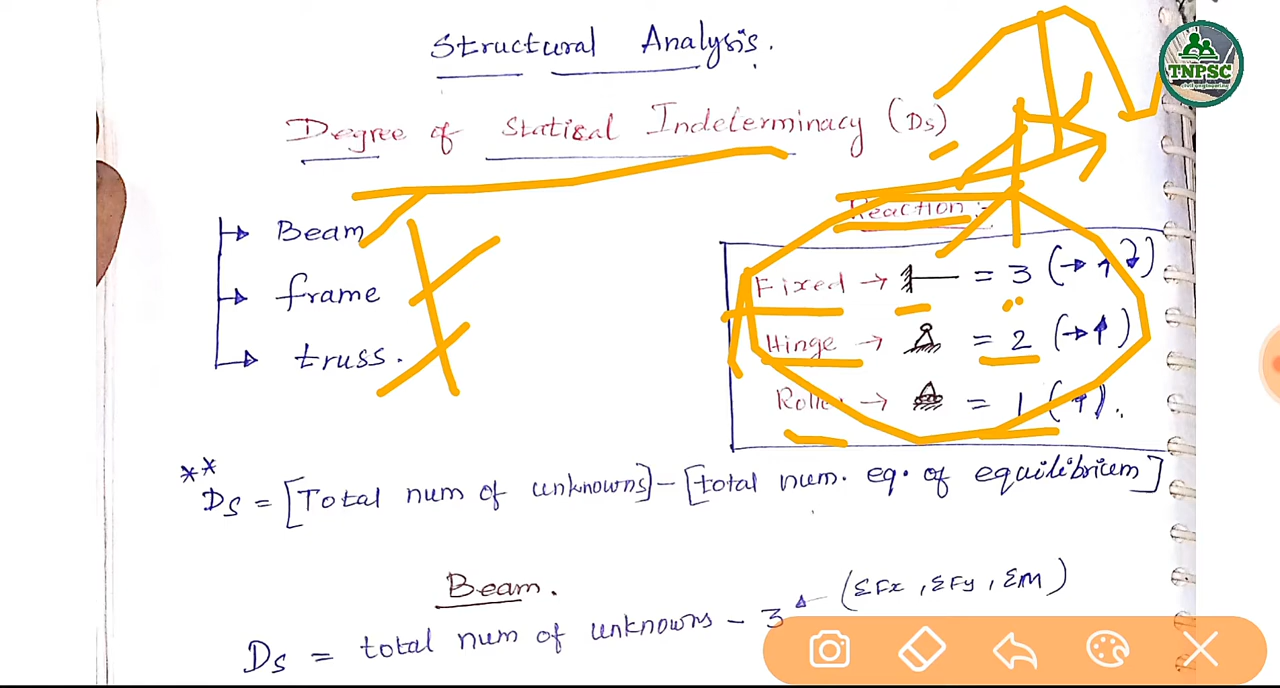 Structural Analysis.
TNPSC
Degree of Statical Indeterminacy (Ds)
Reaction :-
Beam
frame
truss.
Fixed → = 3 (→ ↑ ↷)
Hinge → = 2 (→ ↑)
Roller → = 1 (↑).
** Ds = [Total num of unknowns] - [total num. eq. of equilibrium]
Beam.
Ds = total num of unknowns - 3 (ΣFx, ΣFy, ΣM)